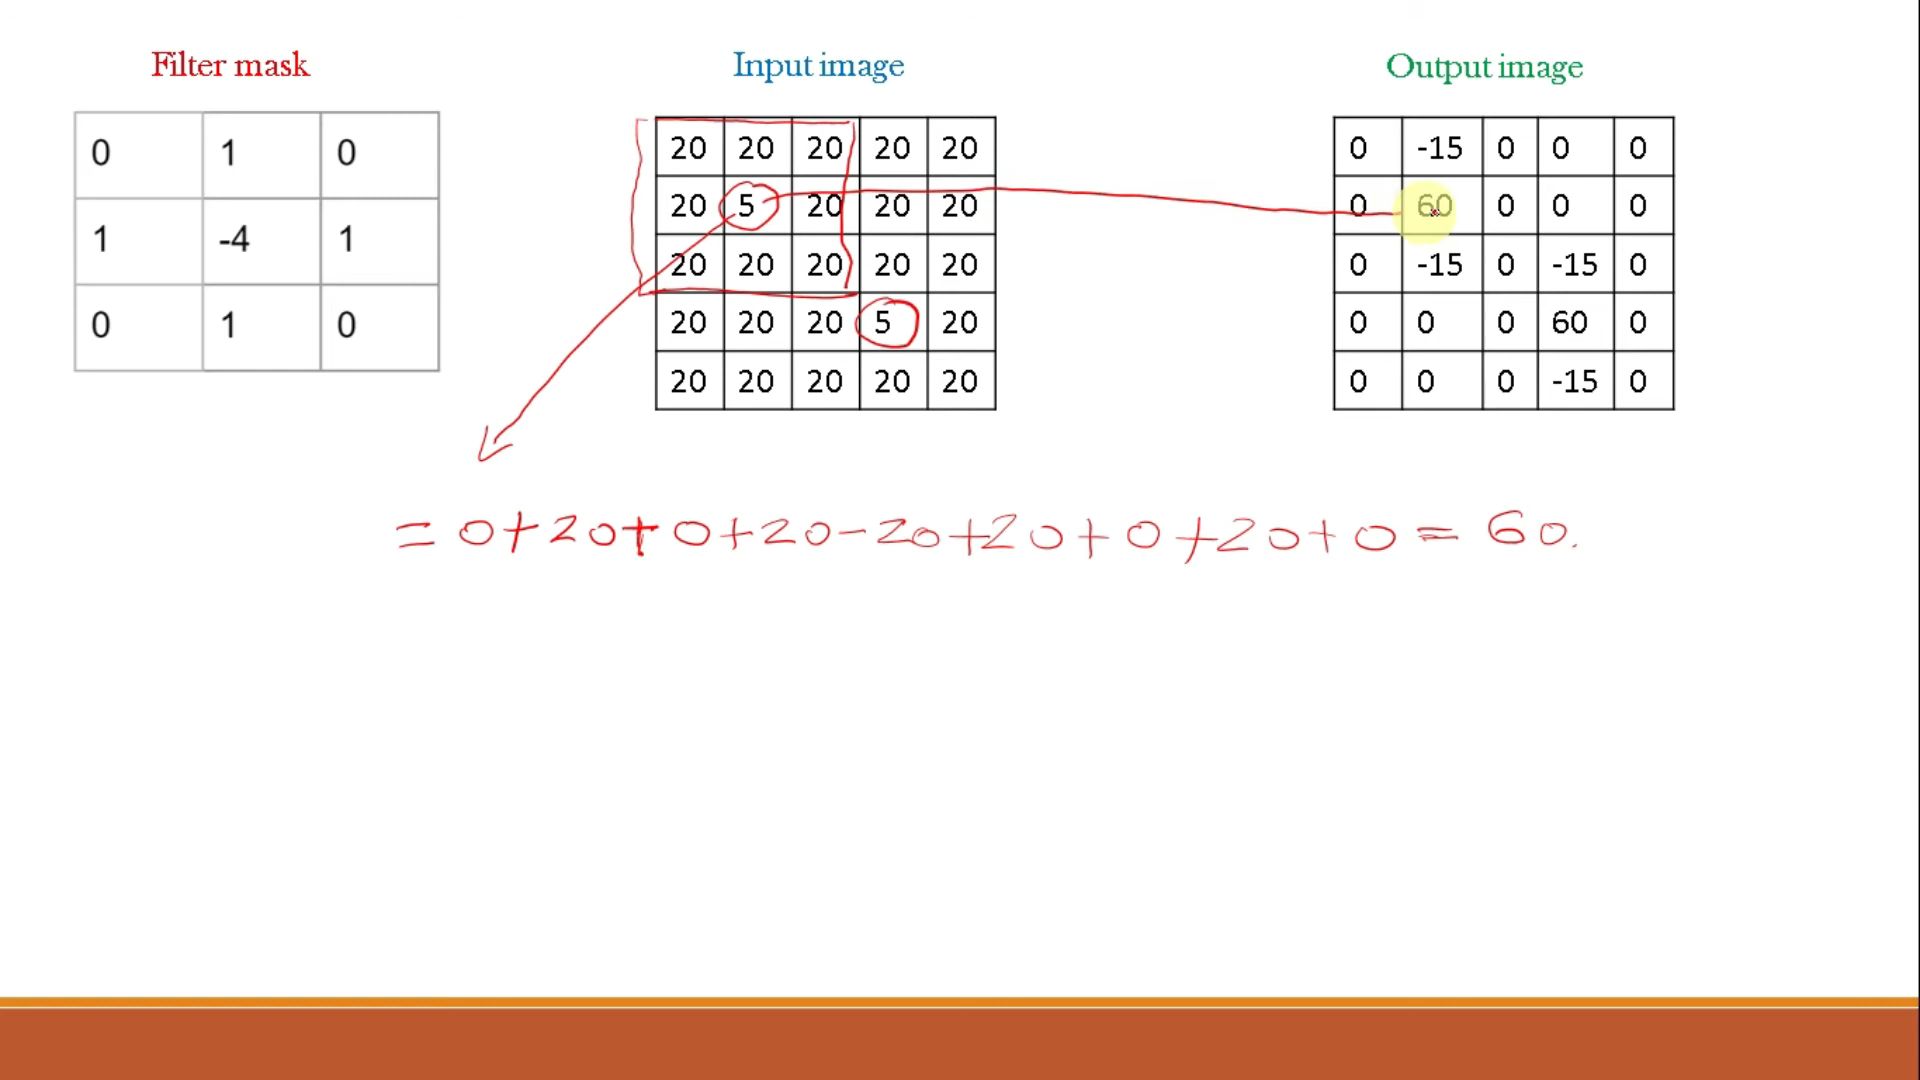 Filter mask
0 1 0
1 -4 1
0 1 0
Input image
20 20 20 20 20
20 5 20 20 20
20 20 20 20 20
20 20 20 5 20
20 20 20 20 20
Output image
0 -15 0 0 0
0 60 0 0 0
0 -15 0 -15 0
0 0 0 60 0
0 0 0 -15 0
= 0+20+0+20-20+20+0+20+0 = 60.